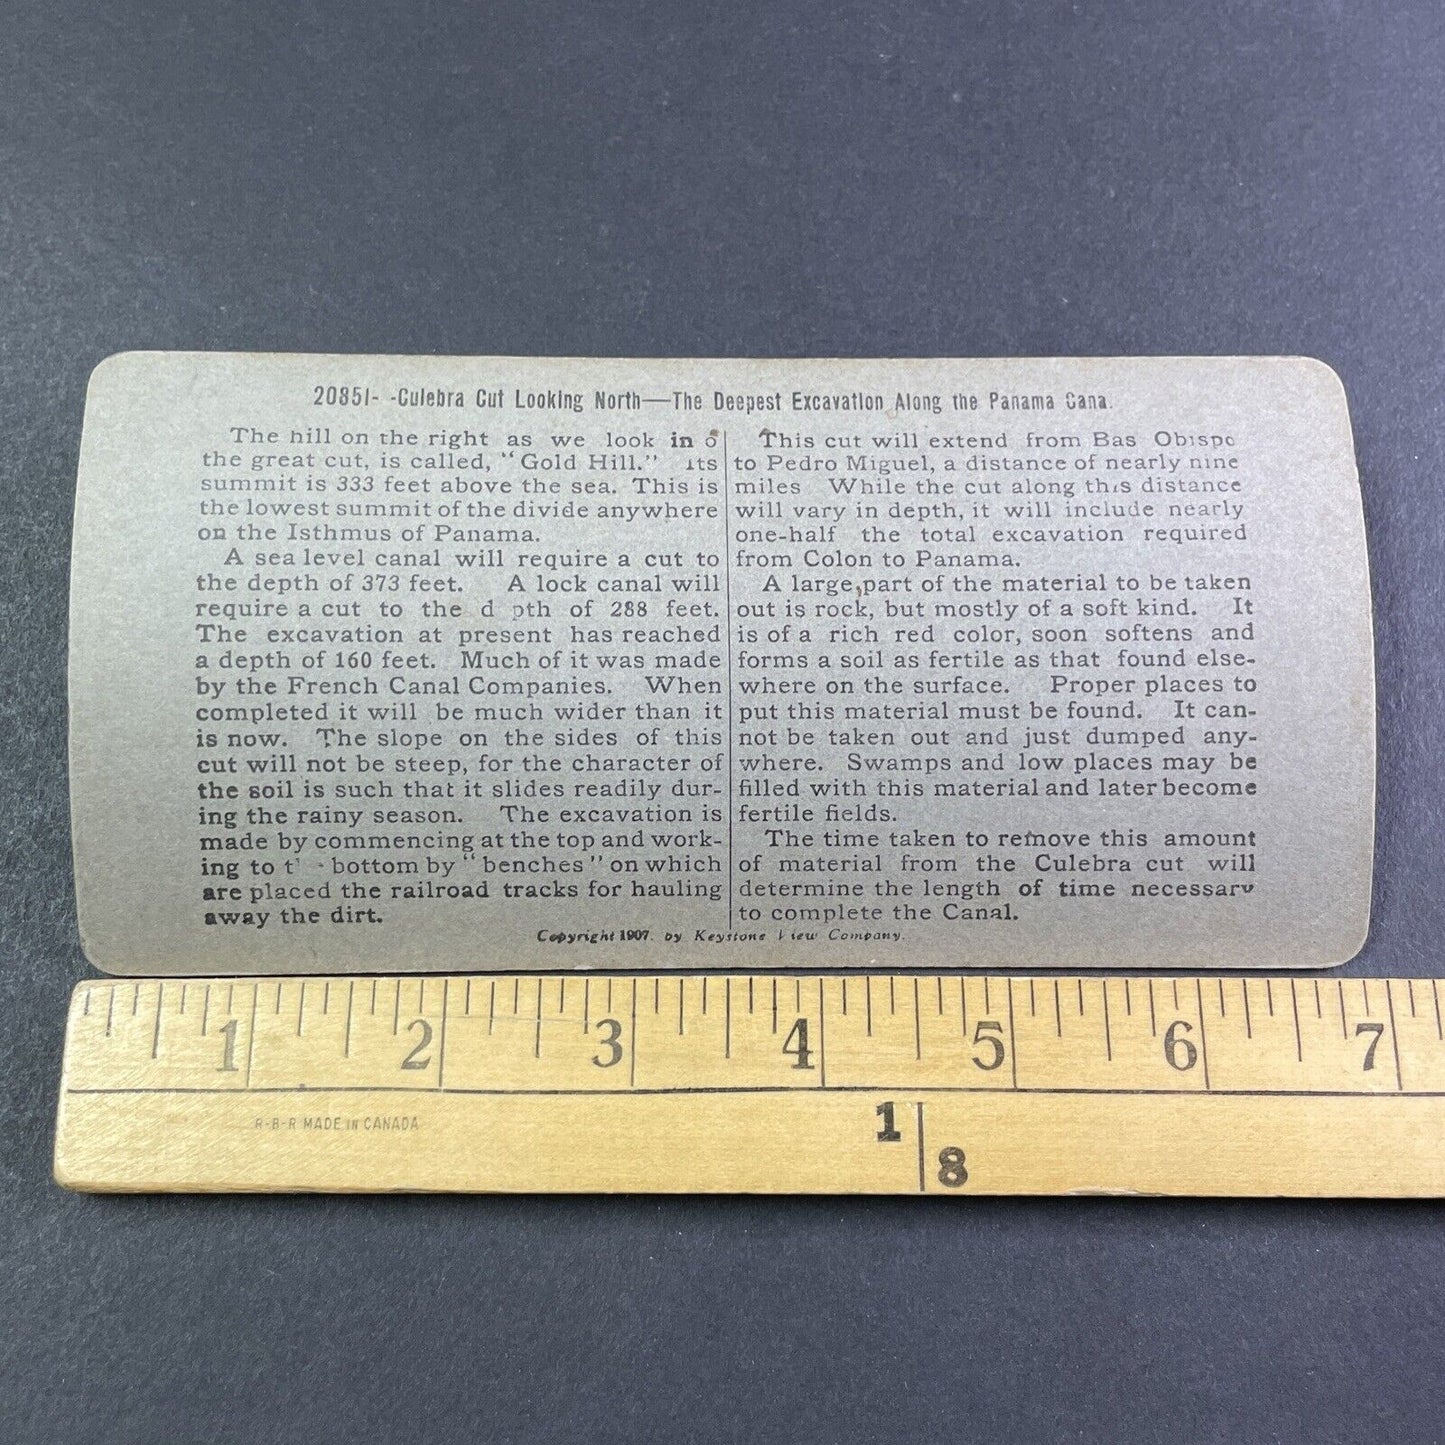 20851- -Culebra Cut Looking North—The Deepest Excavation Along the Panama Cana.
The hill on the right as we look in o
the great cut, is called, "Gold Hill." Its
summit is 333 feet above the sea. This is
the lowest summit of the divide anywhere
on the Isthmus of Panama.
A sea level canal will require a cut to
the depth of 373 feet. A lock canal will
require a cut to the d pth of 288 feet.
The excavation at present has reached
a depth of 160 feet. Much of it was made
by the French Canal Companies. When
completed it will be much wider than it
is now. The slope on the sides of this
cut will not be steep, for the character of
the soil is such that it slides readily dur-
ing the rainy season. The excavation is
made by commencing at the top and work-
ing to bottom by "benches" on which
are placed the railroad tracks for hauling
away the dirt.
This cut will extend from Bas Obispo
to Pedro Miguel, a distance of nearly nine
miles While the cut along this distance
will vary in depth, it will include nearly
one-half the total excavation required
from Colon to Panama.
A large part of the material to be taken
out is rock, but mostly of a soft kind. It
is of a rich red color, soon softens and
forms a soil as fertile as that found else-
where on the surface. Proper places to
put this material must be found. It can-
not be taken out and just dumped any-
where. Swamps and low places may be
filled with this material and later become
fertile fields.
The time taken to remove this amount
of material from the Culebra cut will
determine the length of time necessary
to complete the Canal.
Copyright 1907. by Keystone View Company.
1 2 3 4 5 6 7
R-B-R MADE IN CANADA
1
8